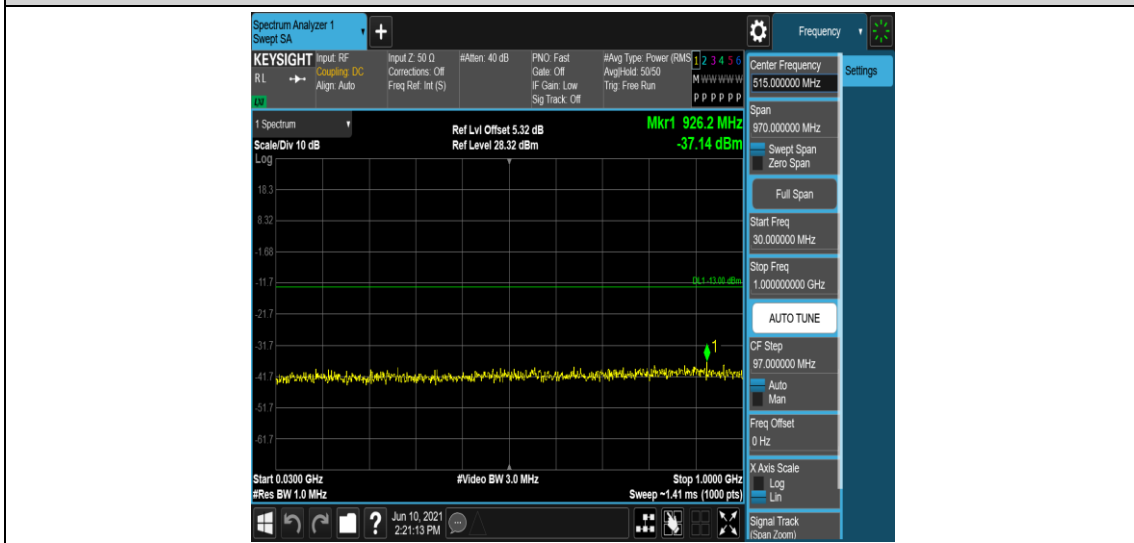 Spectrum Analyzer 1
Swept SA
+
Frequency
KEYSIGHT
RL
LXI
Input: RF
Coupling: DC
Align: Auto
Input Z: 50 Ω
Corrections: Off
Freq Ref: Int (S)
#Atten: 40 dB
PNO: Fast
Gate: Off
IF Gain: Low
Sig Track: Off
#Avg Type: Power (RMS
Avg|Hold: 50/50
Trig: Free Run
1 2 3 4 5 6
M W W W W W
P P P P P P
1 Spectrum
Scale/Div 10 dB
Log
Ref Lvl Offset 5.32 dB
Ref Level 28.32 dBm
Mkr1 926.2 MHz
-37.14 dBm
18.3
8.32
-1.68
-11.7
DL1 -13.00 dBm
-21.7
-31.7
1
-41.7
-51.7
-61.7
Start 0.0300 GHz
#Res BW 1.0 MHz
#Video BW 3.0 MHz
Stop 1.0000 GHz
Sweep ~1.41 ms (1000 pts)
Center Frequency
515.000000 MHz
Settings
Span
970.000000 MHz
Swept Span
Zero Span
Full Span
Start Freq
30.000000 MHz
Stop Freq
1.000000000 GHz
AUTO TUNE
CF Step
97.000000 MHz
Auto
Man
Freq Offset
0 Hz
X Axis Scale
Log
Lin
Signal Track
(Span Zoom)
?
Jun 10, 2021
2:21:13 PM